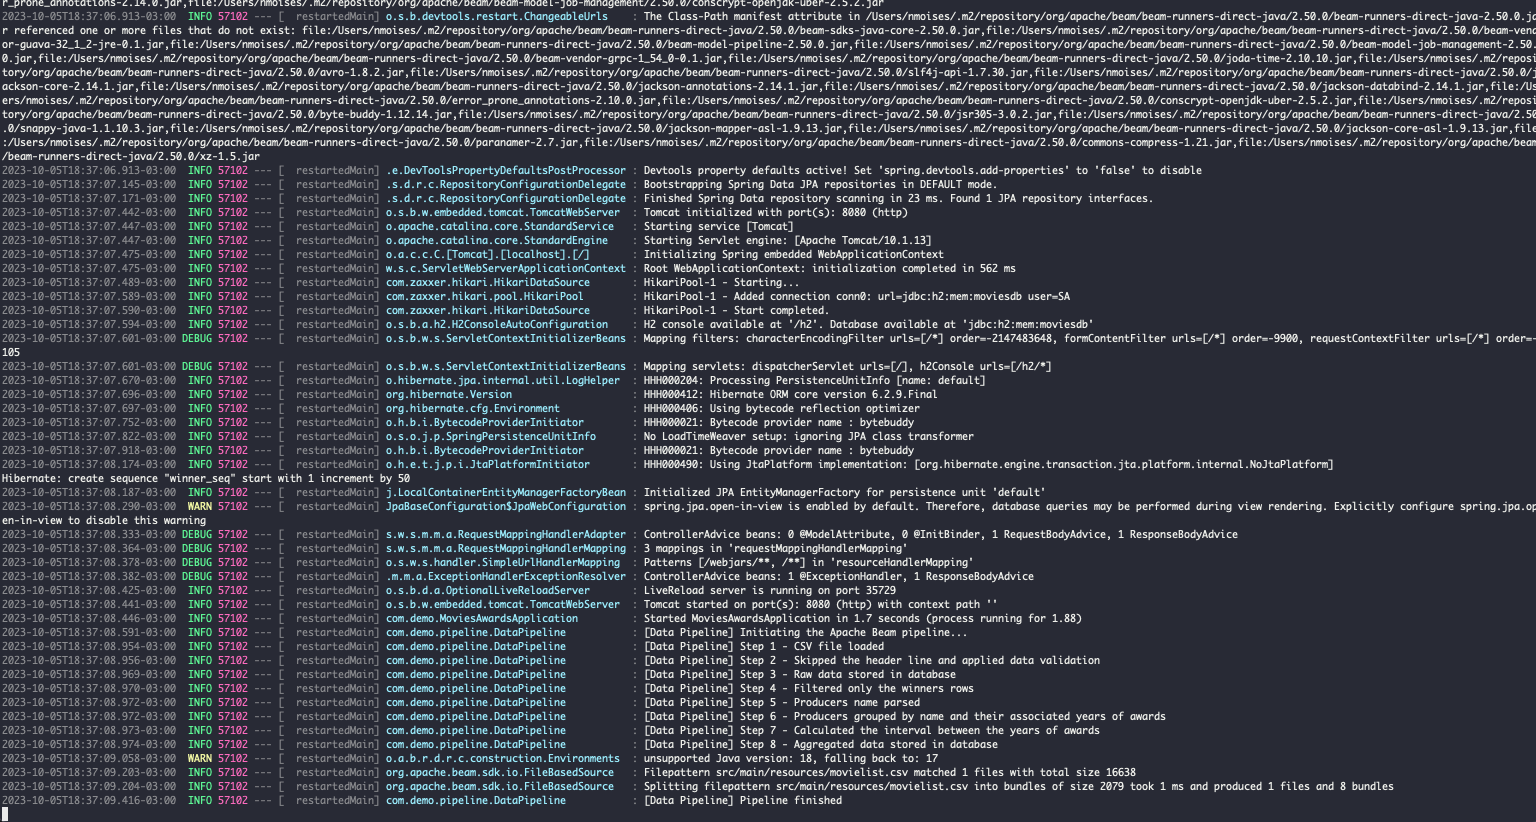 r_prone_annotations-2.14.0.jar,file:/Users/nmoises/.m2/repository/org/apache/beam/beam-model-job-management/2.50.0/conscrypt-openjdk-uber-2.5.2.jar
2023-10-05T18:37:06.913-03:00  INFO 57102 --- [  restartedMain] o.s.b.devtools.restart.ChangeableUrls    : The Class-Path manifest attribute in /Users/nmoises/.m2/repository/org/apache/beam/beam-runners-direct-java/2.50.0/beam-runners-direct-java-2.50.0.ja
r referenced one or more files that do not exist: file:/Users/nmoises/.m2/repository/org/apache/beam/beam-runners-direct-java/2.50.0/beam-sdks-java-core-2.50.0.jar,file:/Users/nmoises/.m2/repository/org/apache/beam/beam-runners-direct-java/2.50.0/beam-vend
or-guava-32_1_2-jre-0.1.jar,file:/Users/nmoises/.m2/repository/org/apache/beam/beam-runners-direct-java/2.50.0/beam-model-pipeline-2.50.0.jar,file:/Users/nmoises/.m2/repository/org/apache/beam/beam-runners-direct-java/2.50.0/beam-model-job-management-2.50
0.jar,file:/Users/nmoises/.m2/repository/org/apache/beam/beam-runners-direct-java/2.50.0/beam-vendor-grpc-1_54_0-0.1.jar,file:/Users/nmoises/.m2/repository/org/apache/beam/beam-runners-direct-java/2.50.0/joda-time-2.10.10.jar,file:/Users/nmoises/.m2/repos
tory/org/apache/beam/beam-runners-direct-java/2.50.0/avro-1.8.2.jar,file:/Users/nmoises/.m2/repository/org/apache/beam/beam-runners-direct-java/2.50.0/slf4j-api-1.7.30.jar,file:/Users/nmoises/.m2/repository/org/apache/beam/beam-runners-direct-java/2.50.0/
jackson-core-2.14.1.jar,file:/Users/nmoises/.m2/repository/org/apache/beam/beam-runners-direct-java/2.50.0/jackson-annotations-2.14.1.jar,file:/Users/nmoises/.m2/repository/org/apache/beam/beam-runners-direct-java/2.50.0/jackson-databind-2.14.1.jar,file:/Us
ers/nmoises/.m2/repository/org/apache/beam/beam-runners-direct-java/2.50.0/error_prone_annotations-2.10.0.jar,file:/Users/nmoises/.m2/repository/org/apache/beam/beam-runners-direct-java/2.50.0/conscrypt-openjdk-uber-2.5.2.jar,file:/Users/nmoises/.m2/repos
tory/org/apache/beam/beam-runners-direct-java/2.50.0/byte-buddy-1.12.14.jar,file:/Users/nmoises/.m2/repository/org/apache/beam/beam-runners-direct-java/2.50.0/jsr305-3.0.2.jar,file:/Users/nmoises/.m2/repository/org/apache/beam/beam-runners-direct-java/2.50
.0/snappy-java-1.1.10.3.jar,file:/Users/nmoises/.m2/repository/org/apache/beam/beam-runners-direct-java/2.50.0/jackson-mapper-asl-1.9.13.jar,file:/Users/nmoises/.m2/repository/org/apache/beam/beam-runners-direct-java/2.50.0/jackson-core-asl-1.9.13.jar,file
:/Users/nmoises/.m2/repository/org/apache/beam/beam-runners-direct-java/2.50.0/paranamer-2.7.jar,file:/Users/nmoises/.m2/repository/org/apache/beam/beam-runners-direct-java/2.50.0/commons-compress-1.21.jar,file:/Users/nmoises/.m2/repository/org/apache/beam
/beam-runners-direct-java/2.50.0/xz-1.5.jar
2023-10-05T18:37:06.913-03:00  INFO 57102 --- [  restartedMain] .e.DevToolsPropertyDefaultsPostProcessor : Devtools property defaults active! Set 'spring.devtools.add-properties' to 'false' to disable
2023-10-05T18:37:07.145-03:00  INFO 57102 --- [  restartedMain] .s.d.r.c.RepositoryConfigurationDelegate : Bootstrapping Spring Data JPA repositories in DEFAULT mode.
2023-10-05T18:37:07.171-03:00  INFO 57102 --- [  restartedMain] .s.d.r.c.RepositoryConfigurationDelegate : Finished Spring Data repository scanning in 23 ms. Found 1 JPA repository interfaces.
2023-10-05T18:37:07.442-03:00  INFO 57102 --- [  restartedMain] o.s.b.w.embedded.tomcat.TomcatWebServer  : Tomcat initialized with port(s): 8080 (http)
2023-10-05T18:37:07.447-03:00  INFO 57102 --- [  restartedMain] o.apache.catalina.core.StandardService   : Starting service [Tomcat]
2023-10-05T18:37:07.447-03:00  INFO 57102 --- [  restartedMain] o.apache.catalina.core.StandardEngine    : Starting Servlet engine: [Apache Tomcat/10.1.13]
2023-10-05T18:37:07.475-03:00  INFO 57102 --- [  restartedMain] o.a.c.c.C.[Tomcat].[localhost].[/]       : Initializing Spring embedded WebApplicationContext
2023-10-05T18:37:07.475-03:00  INFO 57102 --- [  restartedMain] w.s.c.ServletWebServerApplicationContext : Root WebApplicationContext: initialization completed in 562 ms
2023-10-05T18:37:07.489-03:00  INFO 57102 --- [  restartedMain] com.zaxxer.hikari.HikariDataSource       : HikariPool-1 - Starting...
2023-10-05T18:37:07.589-03:00  INFO 57102 --- [  restartedMain] com.zaxxer.hikari.pool.HikariPool        : HikariPool-1 - Added connection conn0: url=jdbc:h2:mem:moviesdb user=SA
2023-10-05T18:37:07.590-03:00  INFO 57102 --- [  restartedMain] com.zaxxer.hikari.HikariDataSource       : HikariPool-1 - Start completed.
2023-10-05T18:37:07.594-03:00  INFO 57102 --- [  restartedMain] o.s.b.a.h2.H2ConsoleAutoConfiguration    : H2 console available at '/h2'. Database available at 'jdbc:h2:mem:moviesdb'
2023-10-05T18:37:07.601-03:00 DEBUG 57102 --- [  restartedMain] o.s.b.w.s.ServletContextInitializerBeans : Mapping filters: characterEncodingFilter urls=[/*] order=-2147483648, formContentFilter urls=[/*] order=-9900, requestContextFilter urls=[/*] order=-
105
2023-10-05T18:37:07.601-03:00 DEBUG 57102 --- [  restartedMain] o.s.b.w.s.ServletContextInitializerBeans : Mapping servlets: dispatcherServlet urls=[/], h2Console urls=[/h2/*]
2023-10-05T18:37:07.670-03:00  INFO 57102 --- [  restartedMain] o.hibernate.jpa.internal.util.LogHelper  : HHH000204: Processing PersistenceUnitInfo [name: default]
2023-10-05T18:37:07.696-03:00  INFO 57102 --- [  restartedMain] org.hibernate.Version                    : HHH000412: Hibernate ORM core version 6.2.9.Final
2023-10-05T18:37:07.697-03:00  INFO 57102 --- [  restartedMain] org.hibernate.cfg.Environment            : HHH000406: Using bytecode reflection optimizer
2023-10-05T18:37:07.752-03:00  INFO 57102 --- [  restartedMain] o.h.b.i.BytecodeProviderInitiator        : HHH000021: Bytecode provider name : bytebuddy
2023-10-05T18:37:07.822-03:00  INFO 57102 --- [  restartedMain] o.s.o.j.p.SpringPersistenceUnitInfo      : No LoadTimeWeaver setup: ignoring JPA class transformer
2023-10-05T18:37:07.918-03:00  INFO 57102 --- [  restartedMain] o.h.b.i.BytecodeProviderInitiator        : HHH000021: Bytecode provider name : bytebuddy
2023-10-05T18:37:08.174-03:00  INFO 57102 --- [  restartedMain] o.h.e.t.j.p.i.JtaPlatformInitiator       : HHH000490: Using JtaPlatform implementation: [org.hibernate.engine.transaction.jta.platform.internal.NoJtaPlatform]
Hibernate: create sequence "winner_seq" start with 1 increment by 50
2023-10-05T18:37:08.187-03:00  INFO 57102 --- [  restartedMain] j.LocalContainerEntityManagerFactoryBean : Initialized JPA EntityManagerFactory for persistence unit 'default'
2023-10-05T18:37:08.290-03:00  WARN 57102 --- [  restartedMain] JpaBaseConfiguration$JpaWebConfiguration : spring.jpa.open-in-view is enabled by default. Therefore, database queries may be performed during view rendering. Explicitly configure spring.jpa.op
en-in-view to disable this warning
2023-10-05T18:37:08.333-03:00 DEBUG 57102 --- [  restartedMain] s.w.s.m.m.a.RequestMappingHandlerAdapter : ControllerAdvice beans: 0 @ModelAttribute, 0 @InitBinder, 1 RequestBodyAdvice, 1 ResponseBodyAdvice
2023-10-05T18:37:08.364-03:00 DEBUG 57102 --- [  restartedMain] s.w.s.m.m.a.RequestMappingHandlerMapping : 3 mappings in 'requestMappingHandlerMapping'
2023-10-05T18:37:08.378-03:00 DEBUG 57102 --- [  restartedMain] o.s.w.s.handler.SimpleUrlHandlerMapping  : Patterns [/webjars/**, /**] in 'resourceHandlerMapping'
2023-10-05T18:37:08.382-03:00 DEBUG 57102 --- [  restartedMain] .m.m.a.ExceptionHandlerExceptionResolver : ControllerAdvice beans: 1 @ExceptionHandler, 1 ResponseBodyAdvice
2023-10-05T18:37:08.425-03:00  INFO 57102 --- [  restartedMain] o.s.b.d.a.OptionalLiveReloadServer       : LiveReload server is running on port 35729
2023-10-05T18:37:08.441-03:00  INFO 57102 --- [  restartedMain] o.s.b.w.embedded.tomcat.TomcatWebServer  : Tomcat started on port(s): 8080 (http) with context path ''
2023-10-05T18:37:08.446-03:00  INFO 57102 --- [  restartedMain] com.demo.MoviesAwardsApplication         : Started MoviesAwardsApplication in 1.7 seconds (process running for 1.88)
2023-10-05T18:37:08.591-03:00  INFO 57102 --- [  restartedMain] com.demo.pipeline.DataPipeline           : [Data Pipeline] Initiating the Apache Beam pipeline...
2023-10-05T18:37:08.954-03:00  INFO 57102 --- [  restartedMain] com.demo.pipeline.DataPipeline           : [Data Pipeline] Step 1 - CSV file loaded
2023-10-05T18:37:08.956-03:00  INFO 57102 --- [  restartedMain] com.demo.pipeline.DataPipeline           : [Data Pipeline] Step 2 - Skipped the header line and applied data validation
2023-10-05T18:37:08.969-03:00  INFO 57102 --- [  restartedMain] com.demo.pipeline.DataPipeline           : [Data Pipeline] Step 3 - Raw data stored in database
2023-10-05T18:37:08.970-03:00  INFO 57102 --- [  restartedMain] com.demo.pipeline.DataPipeline           : [Data Pipeline] Step 4 - Filtered only the winners rows
2023-10-05T18:37:08.972-03:00  INFO 57102 --- [  restartedMain] com.demo.pipeline.DataPipeline           : [Data Pipeline] Step 5 - Producers name parsed
2023-10-05T18:37:08.972-03:00  INFO 57102 --- [  restartedMain] com.demo.pipeline.DataPipeline           : [Data Pipeline] Step 6 - Producers grouped by name and their associated years of awards
2023-10-05T18:37:08.973-03:00  INFO 57102 --- [  restartedMain] com.demo.pipeline.DataPipeline           : [Data Pipeline] Step 7 - Calculated the interval between the years of awards
2023-10-05T18:37:08.974-03:00  INFO 57102 --- [  restartedMain] com.demo.pipeline.DataPipeline           : [Data Pipeline] Step 8 - Aggregated data stored in database
2023-10-05T18:37:09.058-03:00  WARN 57102 --- [  restartedMain] o.a.b.r.d.r.c.construction.Environments  : unsupported Java version: 18, falling back to: 17
2023-10-05T18:37:09.203-03:00  INFO 57102 --- [  restartedMain] org.apache.beam.sdk.io.FileBasedSource   : Filepattern src/main/resources/movielist.csv matched 1 files with total size 16638
2023-10-05T18:37:09.204-03:00  INFO 57102 --- [  restartedMain] org.apache.beam.sdk.io.FileBasedSource   : Splitting filepattern src/main/resources/movielist.csv into bundles of size 2079 took 1 ms and produced 1 files and 8 bundles
2023-10-05T18:37:09.416-03:00  INFO 57102 --- [  restartedMain] com.demo.pipeline.DataPipeline           : [Data Pipeline] Pipeline finished